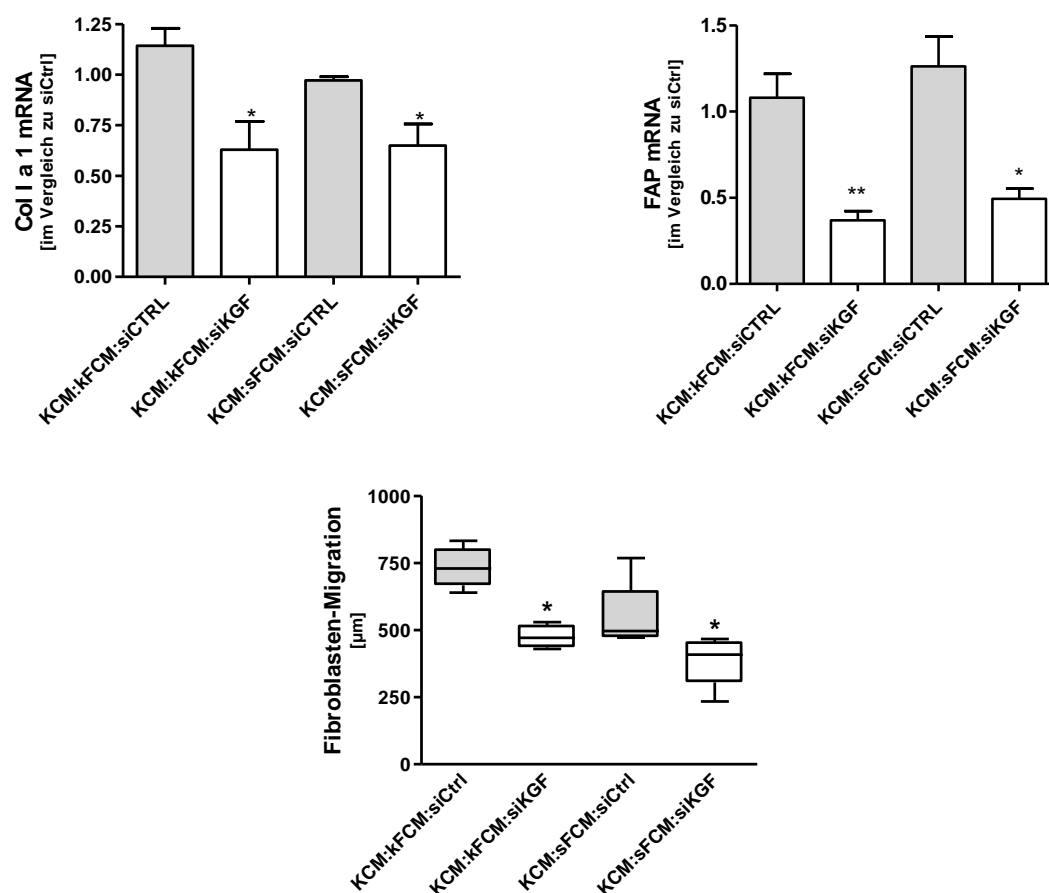 Col I a 1 mRNA
[im Vergleich zu siCtrl]
1.25
1.00
0.75
0.50
0.25
0.00
*
*
KCM:kFCM:siCTRL
KCM:kFCM:siKGF
KCM:sFCM:siCTRL
KCM:sFCM:siKGF
FAP mRNA
[im Vergleich zu siCtrl]
1.5
1.0
0.5
0.0
**
*
KCM:kFCM:siCTRL
KCM:kFCM:siKGF
KCM:sFCM:siCTRL
KCM:sFCM:siKGF
Fibroblasten-Migration
[µm]
1000
750
500
250
0
*
*
KCM:kFCM:siCtrl
KCM:kFCM:siKGF
KCM:sFCM:siCtrl
KCM:sFCM:siKGF